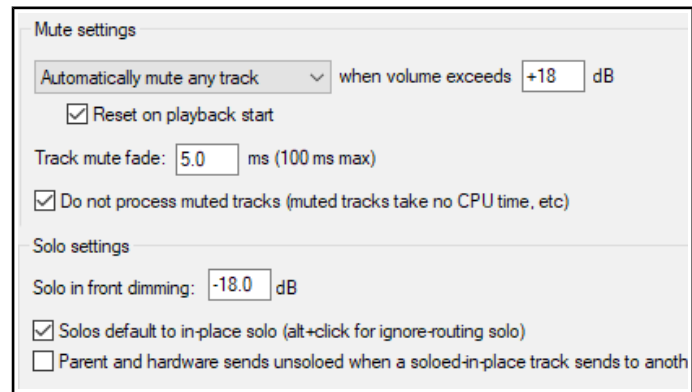 Mute settings
Automatically mute any track when volume exceeds +18 dB
Reset on playback start
Track mute fade: 5.0 ms (100 ms max)
Do not process muted tracks (muted tracks take no CPU time, etc)
Solo settings
Solo in front dimming: -18.0 dB
Solos default to in-place solo (alt+click for ignore-routing solo)
Parent and hardware sends unsoloed when a soloed-in-place track sends to anoth